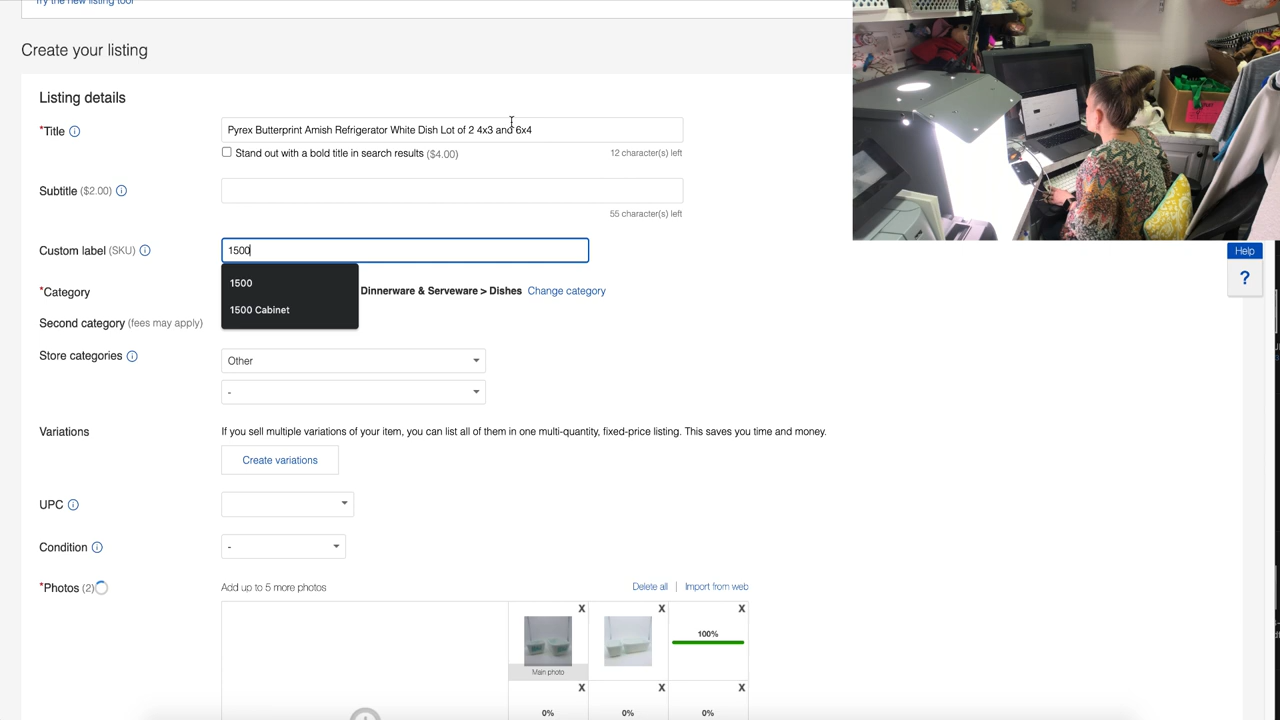 Try the new listing tool
Create your listing
Listing details
*Title
Pyrex Butterprint Amish Refrigerator White Dish Lot of 2 4x3 and 6x4
Stand out with a bold title in search results ($4.00)
12 character(s) left
Subtitle ($2.00)
55 character(s) left
Custom label (SKU)
1500
1500
1500 Cabinet
*Category
Dinnerware & Serveware > Dishes Change category
Second category (fees may apply)
Store categories
Other
-
Variations
If you sell multiple variations of your item, you can list all of them in one multi-quantity, fixed-price listing. This saves you time and money.
Create variations
UPC
Condition
-
*Photos (2)
Add up to 5 more photos
Delete all | Import from web
X X X
100%
Main photo
X X X
0% 0% 0%
Help
?